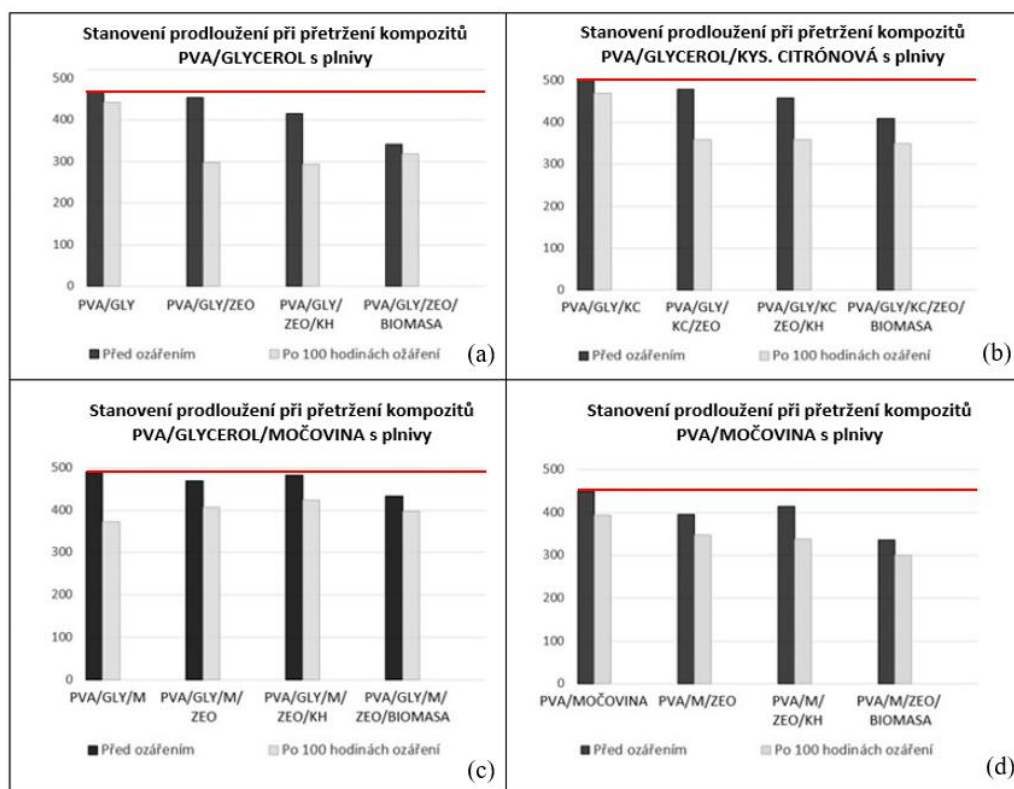 Stanovení prodloužení při přetržení kompozitů
PVA/GLYCEROL s plnivy
500
400
300
200
100
0
PVA/GLY
PVA/GLY/ZEO
PVA/GLY/
ZEO/KH
PVA/GLY/ZEO/
BIOMASA
Před ozářením
Po 100 hodinách ožáření
(a)
Stanovení prodloužení při přetržení kompozitů
PVA/GLYCEROL/KYS. CITRÓNOVÁ s plnivy
500
400
300
200
100
0
PVA/GLY/KC
PVA/GLY/
KC/ZEO
PVA/GLY/KC
ZEO/KH
PVA/GLY/KC/ZEO/
BIOMASA
Před ozářením
Po 100 hodinách ozáření
(b)
Stanovení prodloužení při přetržení kompozitů
PVA/GLYCEROL/MOČOVINA s plnivy
500
400
300
200
100
0
PVA/GLY/M
PVA/GLY/M/
ZEO
PVA/GLY/M/
ZEO/KH
PVA/GLY/M/
ZEO/BIOMASA
Před ozářením
Po 100 hodinách ozáření
(c)
Stanovení prodloužení při přetržení kompozitů
PVA/MOČOVINA s plnivy
500
400
300
200
100
0
PVA/MOČOVINA
PVA/M/ZEO
PVA/M/
ZEO/KH
PVA/M/ZEO/
BIOMASA
Před ozářením
Po 100 hodinách ozáření
(d)